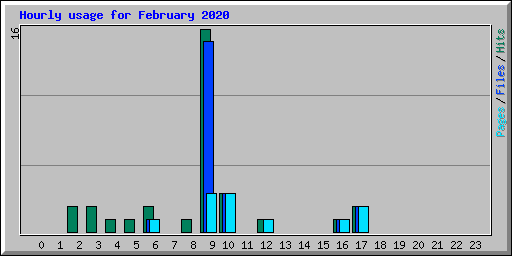 Hourly usage for February 2020
16
Pages/Files/Hits
0 1 2 3 4 5 6 7 8 9 10 11 12 13 14 15 16 17 18 19 20 21 22 23